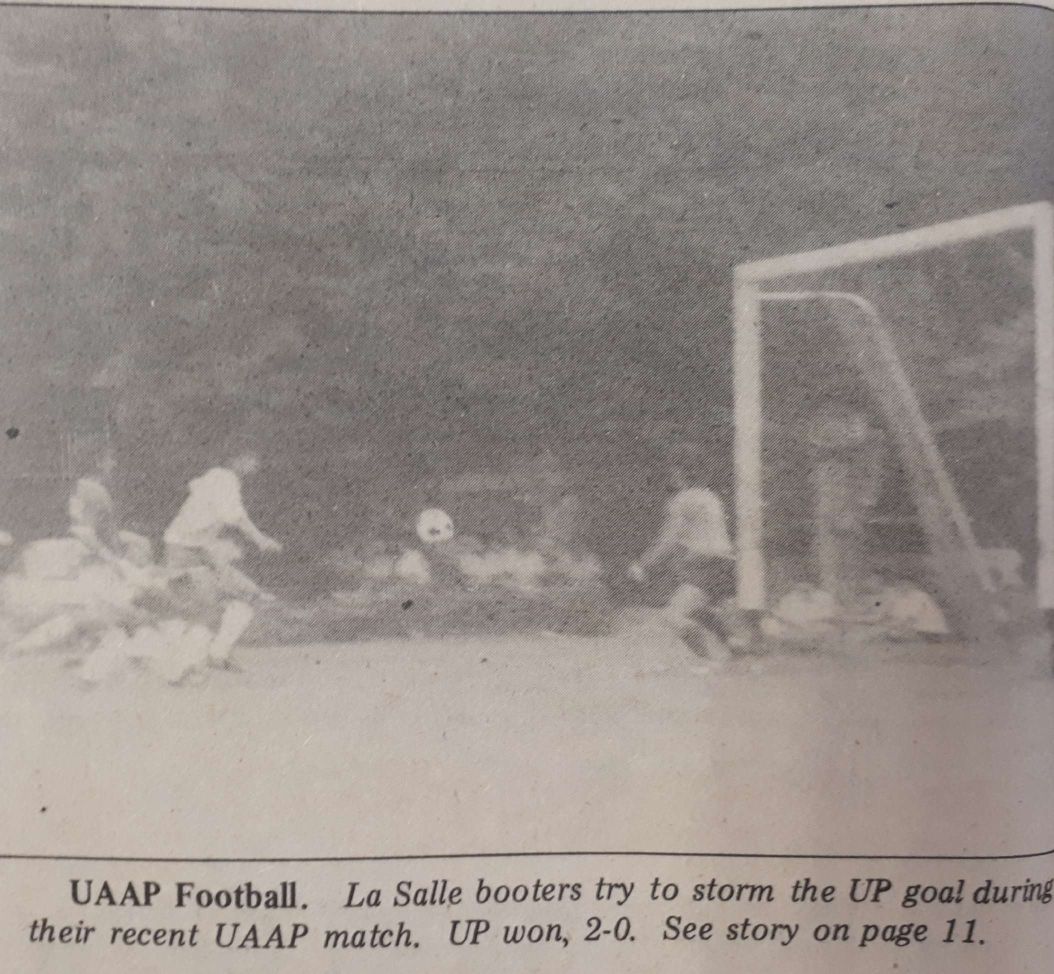 UAAP Football. La Salle booters try to storm the UP goal during
their recent UAAP match. UP won, 2-0. See story on page 11.